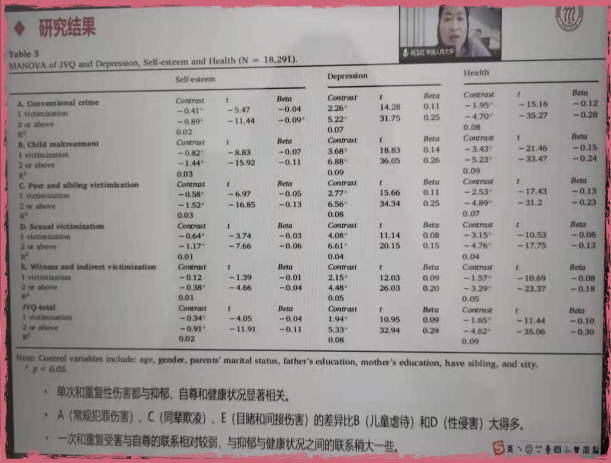 研究结果
Table 3
MANOVA of JVQ and Depression, Self-esteem and Health (N = 18,291).
Self-esteem Depression Health
A. Conventional crime Contrast t Beta Contrast t Beta Contrast t Beta
1 victimization −0.41* −5.47 −0.04 2.26* 14.28 0.11 −1.95* −15.16 −0.12
2 or above −0.89* −11.44 −0.09* 5.22* 31.75 0.25 −4.70* −35.27 −0.28
R² 0.02 0.07 0.08
B. Child maltreatment Contrast t Beta Contrast t Beta Contrast t Beta
1 victimization −0.82* −8.83 −0.07 3.68* 18.83 0.14 −3.43* −21.46 −0.15
2 or above −1.44* −15.92 −0.11 6.88* 36.05 0.26 −5.23* −33.47 −0.24
R² 0.03 0.09 0.09
C. Peer and sibling victimization Contrast t Beta Contrast t Beta Contrast t Beta
1 victimization −0.58* −6.97 −0.05 2.77* 15.66 0.11 −2.53* −17.43 −0.13
2 or above −1.52* −16.85 −0.13 6.56* 34.34 0.25 −4.89* −31.2 −0.23
R² 0.03 0.08 0.07
D. Sexual victimization Contrast t Beta Contrast t Beta Contrast t Beta
1 victimization −0.64* −3.74 −0.03 4.08* 11.14 0.08 −3.15* −10.53 −0.08
2 or above −1.17* −7.66 −0.06 6.61* 20.15 0.15 −4.76* −17.75 −0.13
R² 0.01 0.04 0.04
E. Witness and indirect victimization Contrast t Beta Contrast t Beta Contrast t Beta
1 victimization −0.12 −1.39 −0.01 2.15* 12.03 0.09 −1.57* −10.69 −0.08
2 or above −0.38* −4.66 −0.04 4.48* 26.03 0.20 −3.29* −23.37 −0.18
R² 0.01 0.05 0.05
JVQ-total Contrast t Beta Contrast t Beta Contrast t Beta
1 victimization −0.34* −4.05 −0.04 1.94* 10.95 0.09 −1.65* −11.44 −0.10
2 or above −0.91* −11.91 −0.11 5.33* 32.94 0.29 −4.62* −35.06 −0.30
R² 0.02 0.08 0.09
Note: Control variables include: age, gender, parents' marital status, father's education, mother's education, have sibling, and city.
* p < 0.05.
• 单次和重复性伤害都与抑郁、自尊和健康状况显著相关。
• A（常规犯罪伤害）、C（同辈欺凌）、E（目睹和间接伤害）的差异比B（儿童虐待）和D（性侵害）大得多。
• 一次和重复受害与自尊的联系相对较弱，与抑郁与健康状况之间的联系稍大一些。